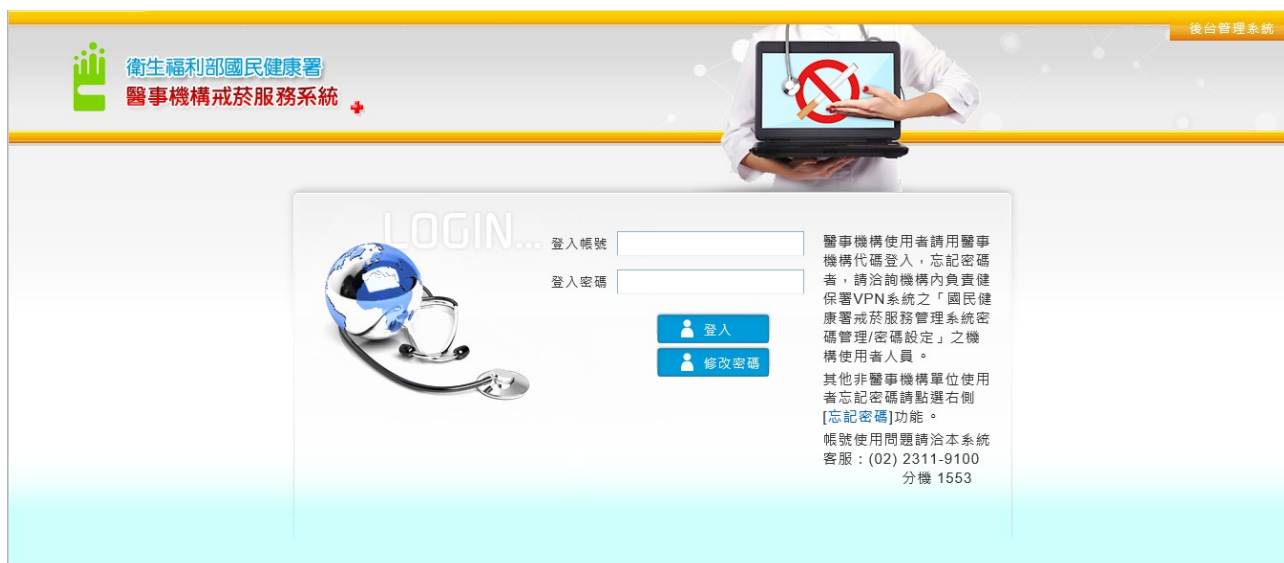 後台管理系統
衛生福利部國民健康署
醫事機構戒菸服務系統
LOGIN...
登入帳號
登入密碼
登入
修改密碼
醫事機構使用者請用醫事
機構代碼登入，忘記密碼
者，請洽詢機構內負責健
保署VPN系統之「國民健
康署戒菸服務管理系統密
碼管理/密碼設定」之機
構使用者人員。
其他非醫事機構單位使用
者忘記密碼請點選右側
[忘記密碼]功能。
帳號使用問題請洽本系統
客服：(02) 2311-9100
分機 1553